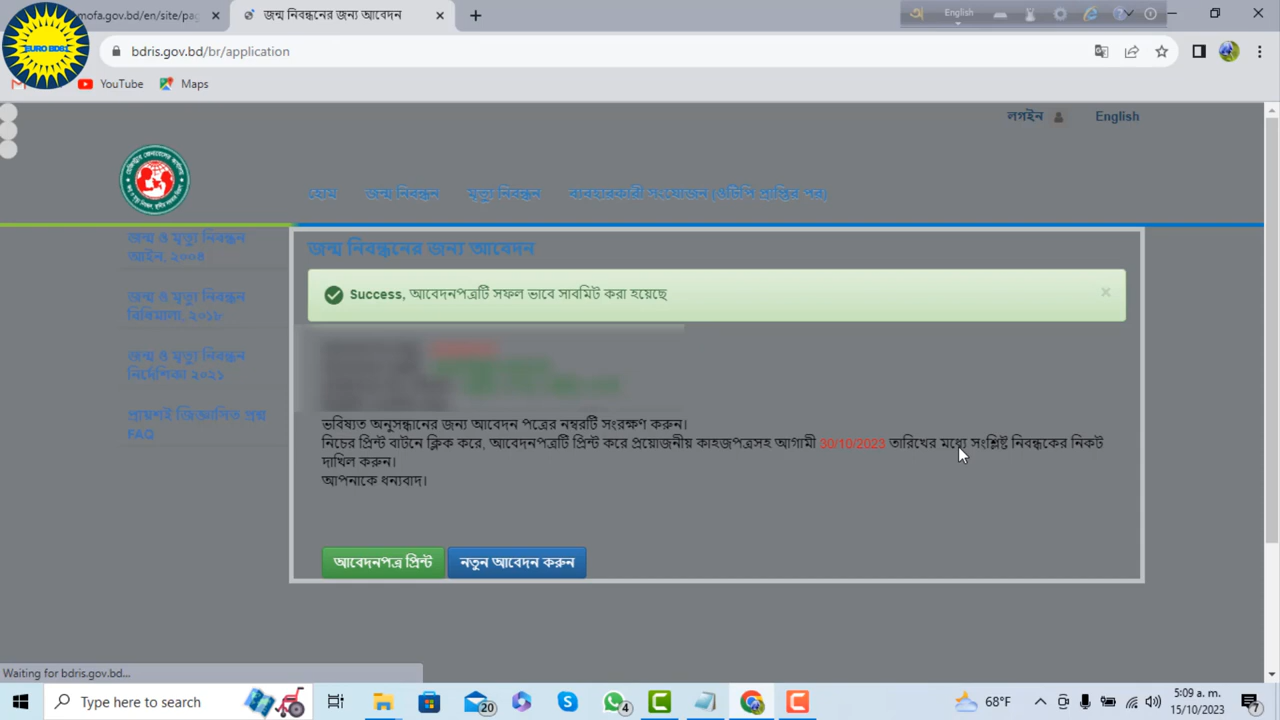 mofa.gov.bd/en/site/pag
জন্ম নিবন্ধনের জন্য আবেদন
English
EURO BD61
bdris.gov.bd/br/application
YouTube
Maps
লগইন
English
হোম
জন্ম নিবন্ধন
মৃত্যু নিবন্ধন
ব্যবহারকারী সংযোজন (ওটিপি প্রাপ্তির পর)
জন্ম ও মৃত্যু নিবন্ধন
আইন, ২০০৪
জন্ম ও মৃত্যু নিবন্ধন
বিধিমালা, ২০১৮
জন্ম ও মৃত্যু নিবন্ধন
নির্দেশিকা ২০২১
প্রায়শই জিজ্ঞাসিত প্রশ্ন
FAQ
জন্ম নিবন্ধনের জন্য আবেদন
Success, আবেদনপত্রটি সফল ভাবে সাবমিট করা হয়েছে
ভবিষ্যত অনুসন্ধানের জন্য আবেদন পত্রের নম্বরটি সংরক্ষণ করুন।
নিচের প্রিন্ট বাটনে ক্লিক করে, আবেদনপত্রটি প্রিন্ট করে প্রয়োজনীয় কাগজপত্রসহ আগামী 30/10/2023 তারিখের মধ্যে সংশ্লিষ্ট নিবন্ধকের নিকট
দাখিল করুন।
আপনাকে ধন্যবাদ।
আবেদনপত্র প্রিন্ট
নতুন আবেদন করুন
Waiting for bdris.gov.bd...
Type here to search
20
4
68°F
5:09 a. m.
15/10/2023
7